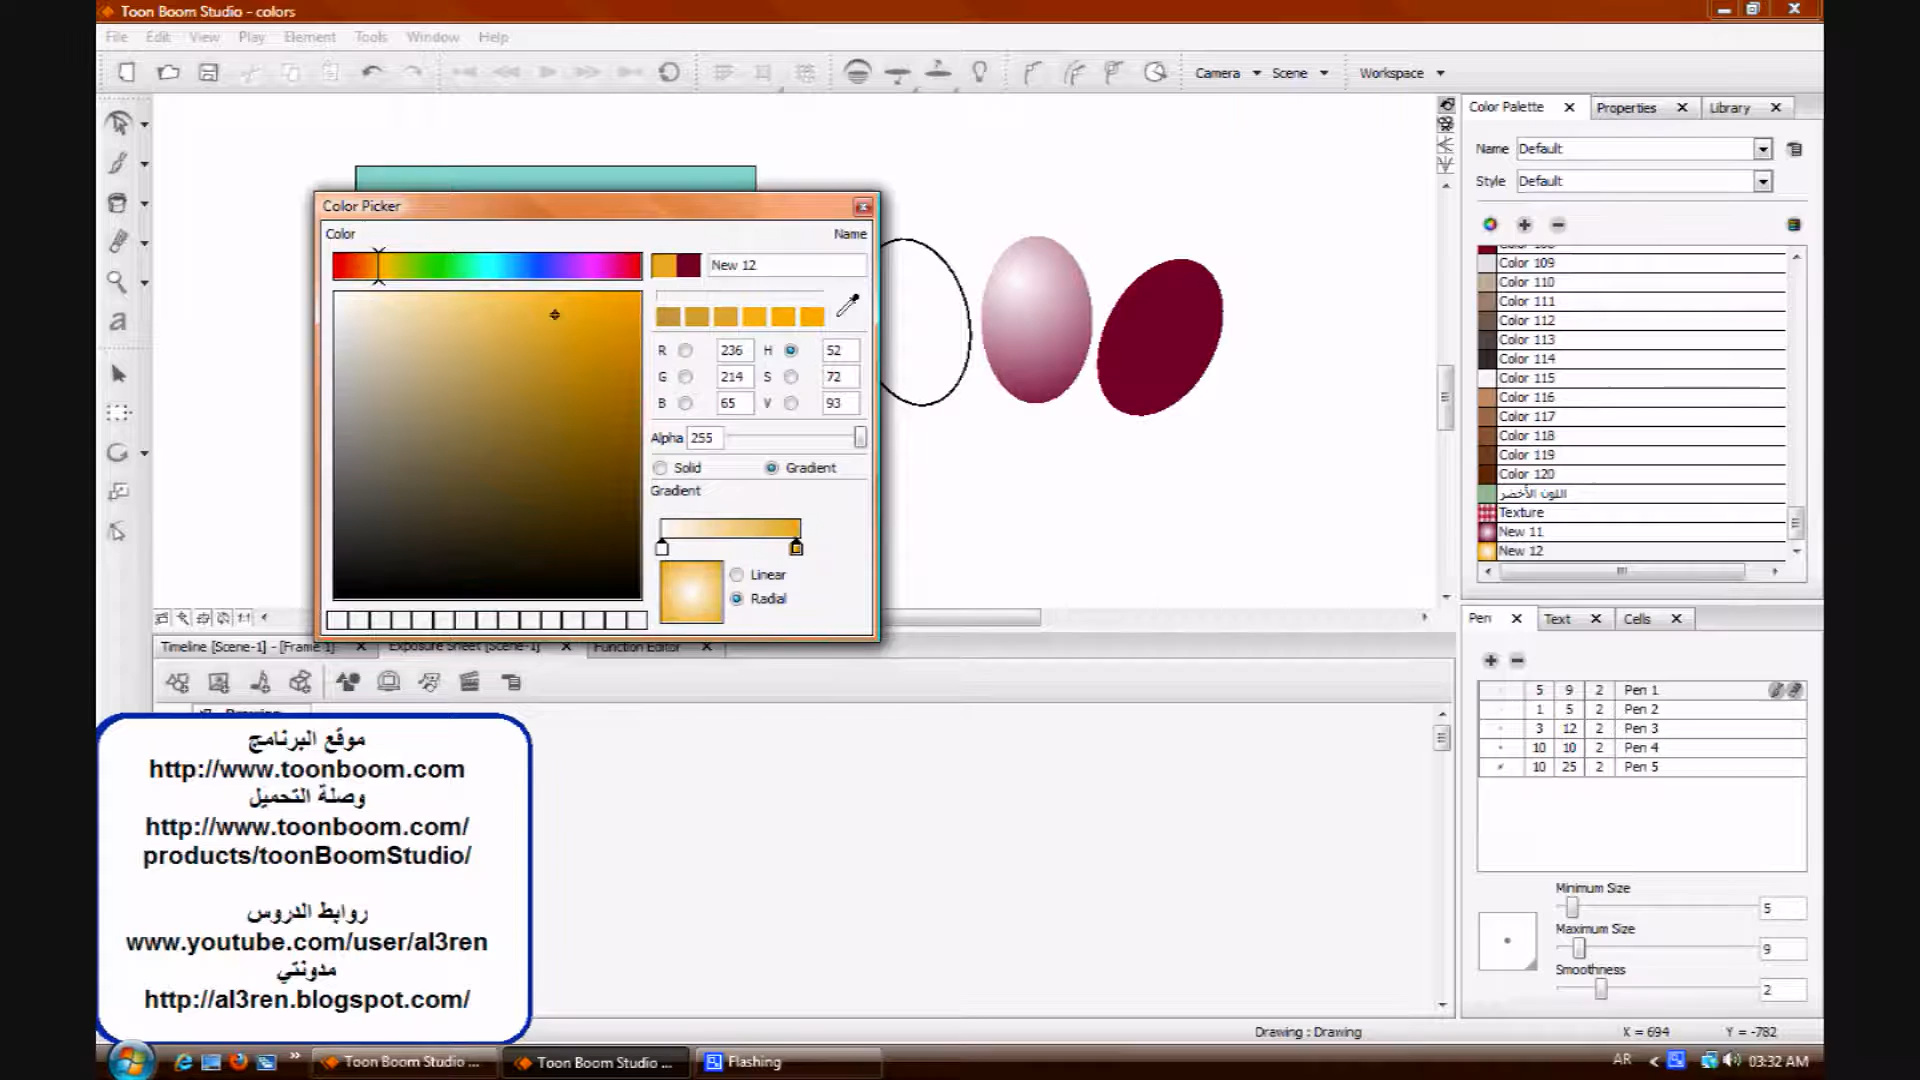 Toon Boom Studio - colors
File Edit View Play Element Tools Window Help
Camera Scene Workspace
Color Picker
Color Name
New 12
R 236 H 52
G 214 S 72
B 65 V 93
Alpha 255
Solid Gradient
Gradient
Linear
Radial
Color Palette Properties Library
Name Default
Style Default
Color 109
Color 110
Color 111
Color 112
Color 113
Color 114
Color 115
Color 116
Color 117
Color 118
Color 119
Color 120
اللون الأخضر
Texture
New 11
New 12
Timeline [Scene-1] - [Frame 1] Exposure Sheet [Scene-1] Function Editor
Pen Text Cells
5 9 2 Pen 1
1 5 2 Pen 2
3 12 2 Pen 3
10 10 2 Pen 4
10 25 2 Pen 5
Minimum Size
5
Maximum Size
9
Smoothness
2
موقع البرنامج
http://www.toonboom.com
وصلة التحميل
http://www.toonboom.com/
products/toonBoomStudio/
روابط الدروس
www.youtube.com/user/al3ren
مدونتي
http://al3ren.blogspot.com/
Drawing : Drawing X = 694 Y = -782
Toon Boom Studio ... Toon Boom Studio ... Flashing AR 03:32 AM